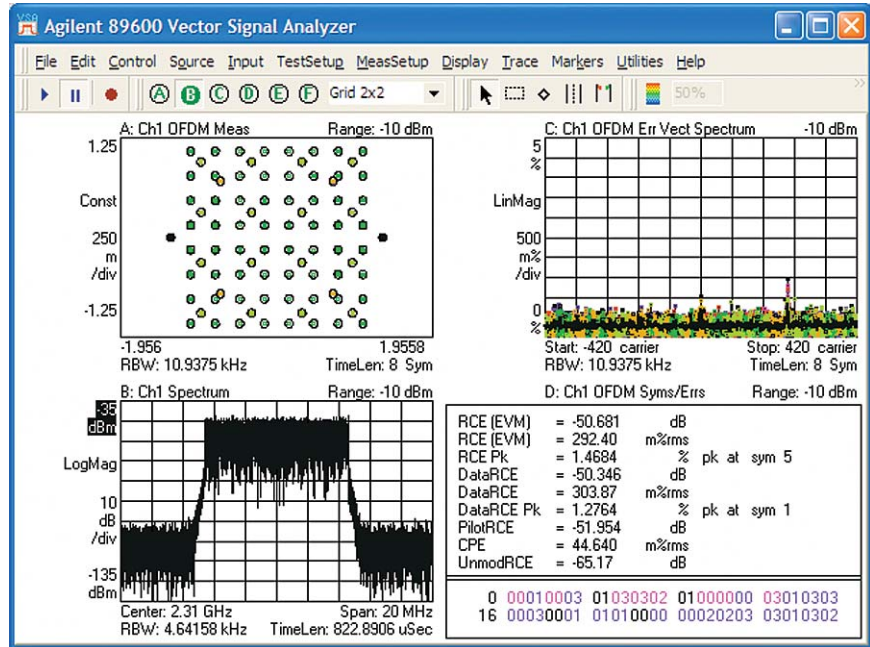 VSA
Agilent 89600 Vector Signal Analyzer
File Edit Control Source Input TestSetup MeasSetup Display Trace Markers Utilities Help
A B C D E F Grid 2x2 50%
A: Ch1 OFDM Meas Range: -10 dBm
1.25
Const
250
m
/div
-1.25
-1.956 1.9558
RBW: 10.9375 kHz TimeLen: 8 Sym
C: Ch1 OFDM Err Vect Spectrum -10 dBm
5
%
LinMag
500
m%
/div
0
%
Start: -420 carrier Stop: 420 carrier
RBW: 10.9375 kHz TimeLen: 8 Sym
B: Ch1 Spectrum Range: -10 dBm
-35
dBm
LogMag
10
dB
/div
-135
dBm
Center: 2.31 GHz Span: 20 MHz
RBW: 4.64158 kHz TimeLen: 822.8906 uSec
D: Ch1 OFDM Syms/Errs Range: -10 dBm
RCE (EVM) = -50.681 dB
RCE (EVM) = 292.40 m%rms
RCE Pk = 1.4684 % pk at sym 5
DataRCE = -50.346 dB
DataRCE = 303.87 m%rms
DataRCE Pk = 1.2764 % pk at sym 1
PilotRCE = -51.954 dB
CPE = 44.640 m%rms
UnmodRCE = -65.17 dB
0 00010003 01030302 01000000 03010303
16 00030001 01010000 00020203 03010302